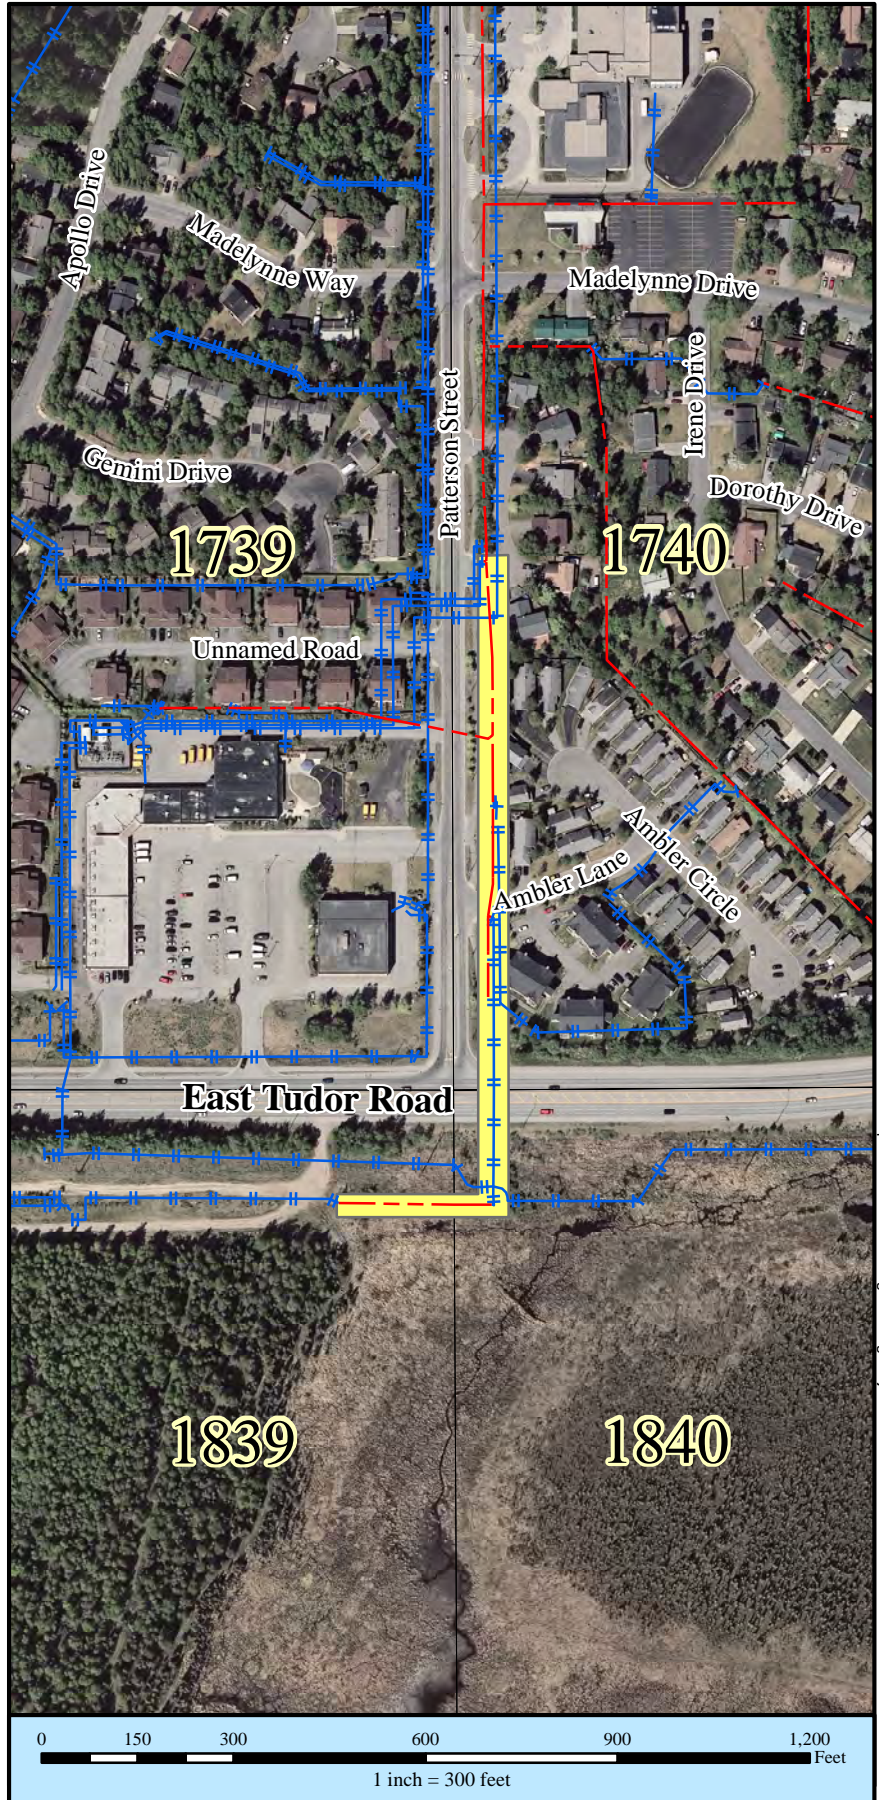 Apollo Drive
Madelynne Way
Madelynne Drive
Irene Drive
Patterson Street
Gemini Drive
Dorothy Drive
1739
1740
Unnamed Road
Ambler Circle
Ambler Lane
East Tudor Road
1839
1840
0 150 300 600 900 1,200
Feet
1 inch = 300 feet